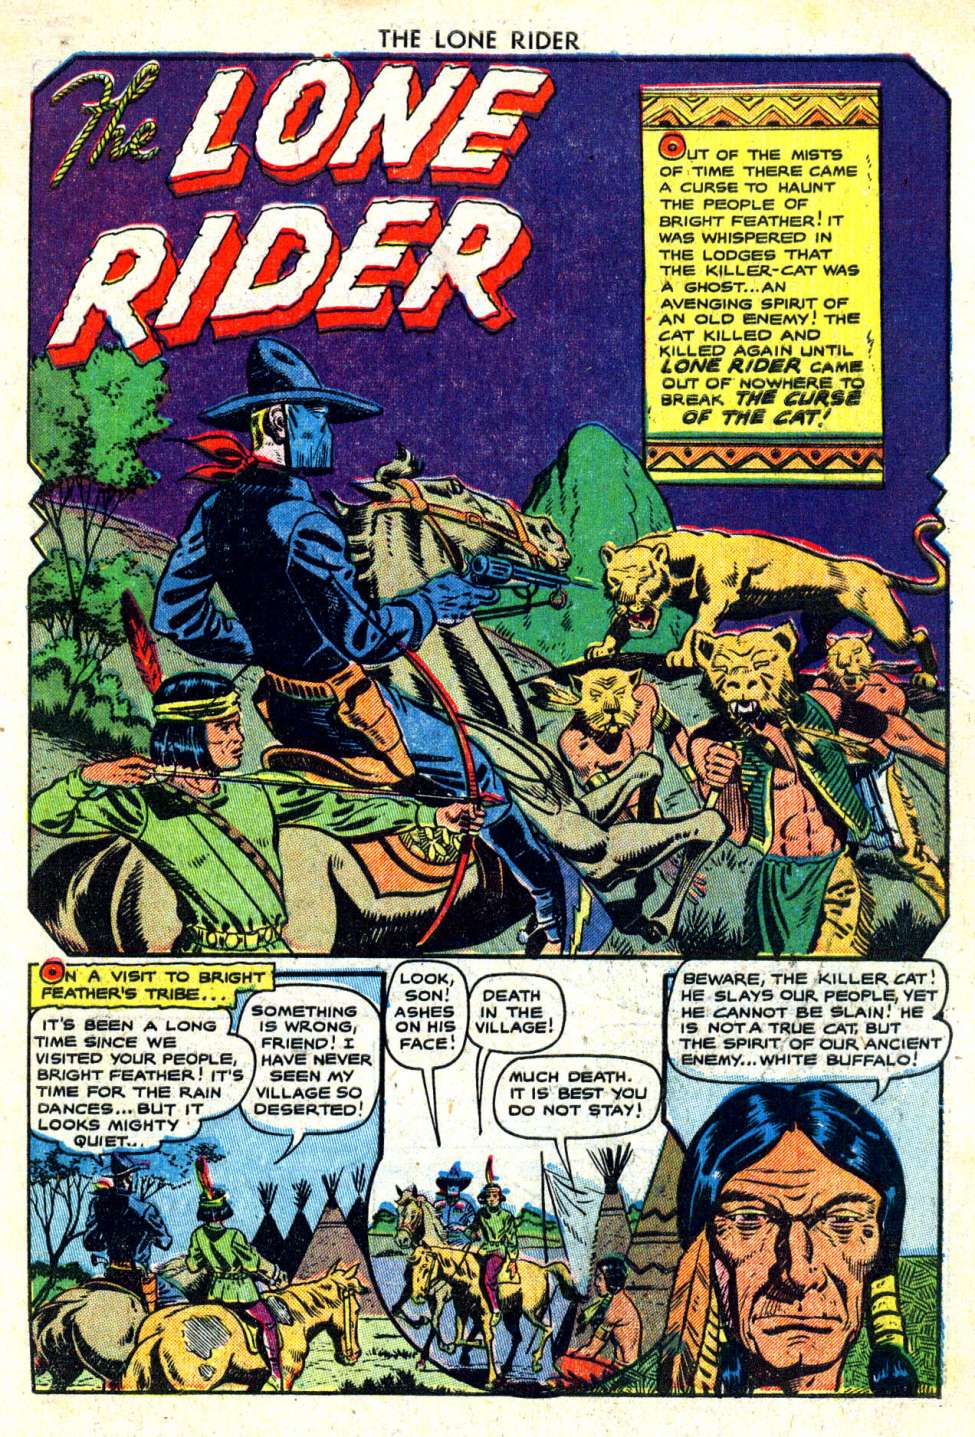 THE LONE RIDER
The
LONE
RIDER
OUT OF THE MISTS
OF TIME THERE CAME
A CURSE TO HAUNT
THE PEOPLE OF
BRIGHT FEATHER! IT
WAS WHISPERED IN
THE LODGES THAT
THE KILLER-CAT WAS
A GHOST...AN
AVENGING SPIRIT OF
AN OLD ENEMY! THE
CAT KILLED AND
KILLED AGAIN UNTIL
LONE RIDER CAME
OUT OF NOWHERE TO
BREAK THE CURSE
OF THE CAT!
ON A VISIT TO BRIGHT
FEATHER'S TRIBE...
IT'S BEEN A LONG
TIME SINCE WE
VISITED YOUR PEOPLE,
BRIGHT FEATHER! IT'S
TIME FOR THE RAIN
DANCES...BUT IT
LOOKS MIGHTY
QUIET...
SOMETHING
IS WRONG,
FRIEND! I
HAVE NEVER
SEEN MY
VILLAGE SO
DESERTED!
LOOK,
SON!
ASHES
ON HIS
FACE!
DEATH
IN THE
VILLAGE!
MUCH DEATH.
IT IS BEST YOU
DO NOT STAY!
BEWARE, THE KILLER CAT!
HE SLAYS OUR PEOPLE, YET
HE CANNOT BE SLAIN! HE
IS NOT A TRUE CAT, BUT
THE SPIRIT OF OUR ANCIENT
ENEMY...WHITE BUFFALO!